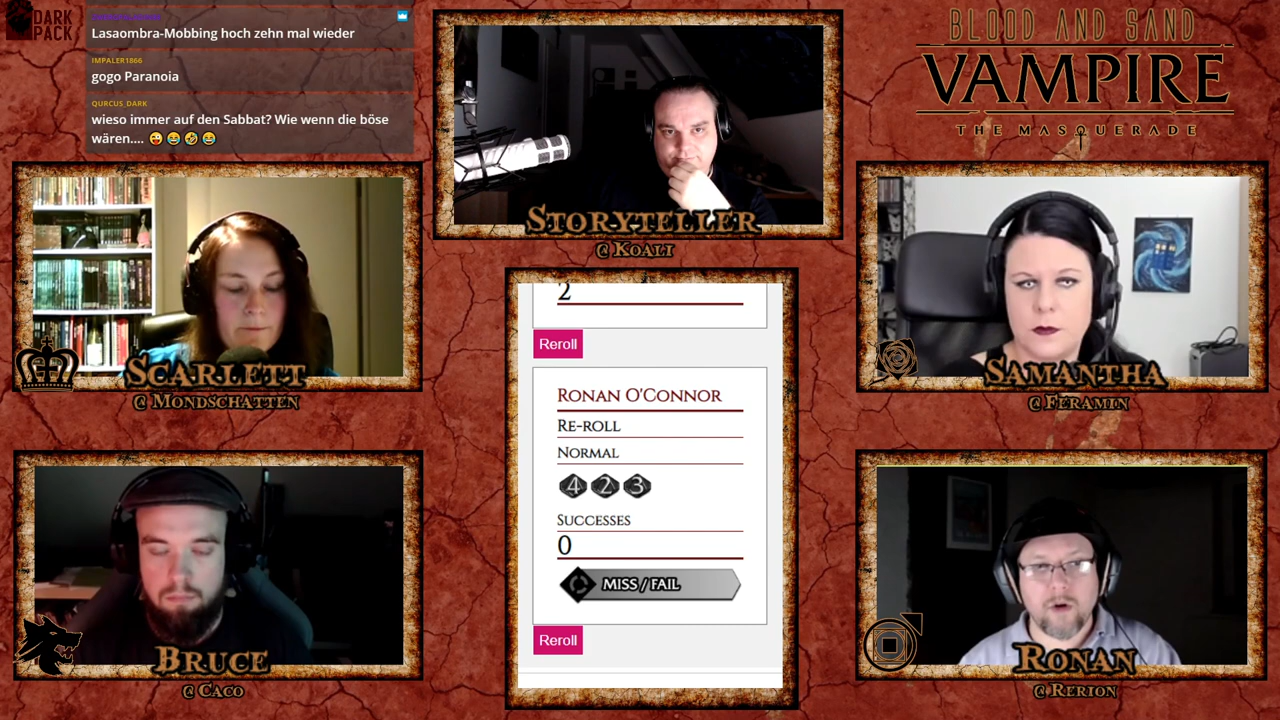 DARK
PACK
Lasaombra-Mobbing hoch zehn mal wieder
IMPALER1866
gogo Paranoia
QURCUS_DARK
wieso immer auf den Sabbat? Wie wenn die böse
wären.... 😜 😂 🤣 😂
STORYTELLER
@ KOALI
BLOOD AND SAND
VAMPIRE
THE MASQUERADE
SCARLETT
@ MONDSCHATTEN
2
Reroll
RONAN O'CONNOR
RE-ROLL
NORMAL
4 2 3
SUCCESSES
0
MISS / FAIL
Reroll
SAMANTHA
@ FERAMIN
BRUCE
@ CACO
RONAN
@ RERION